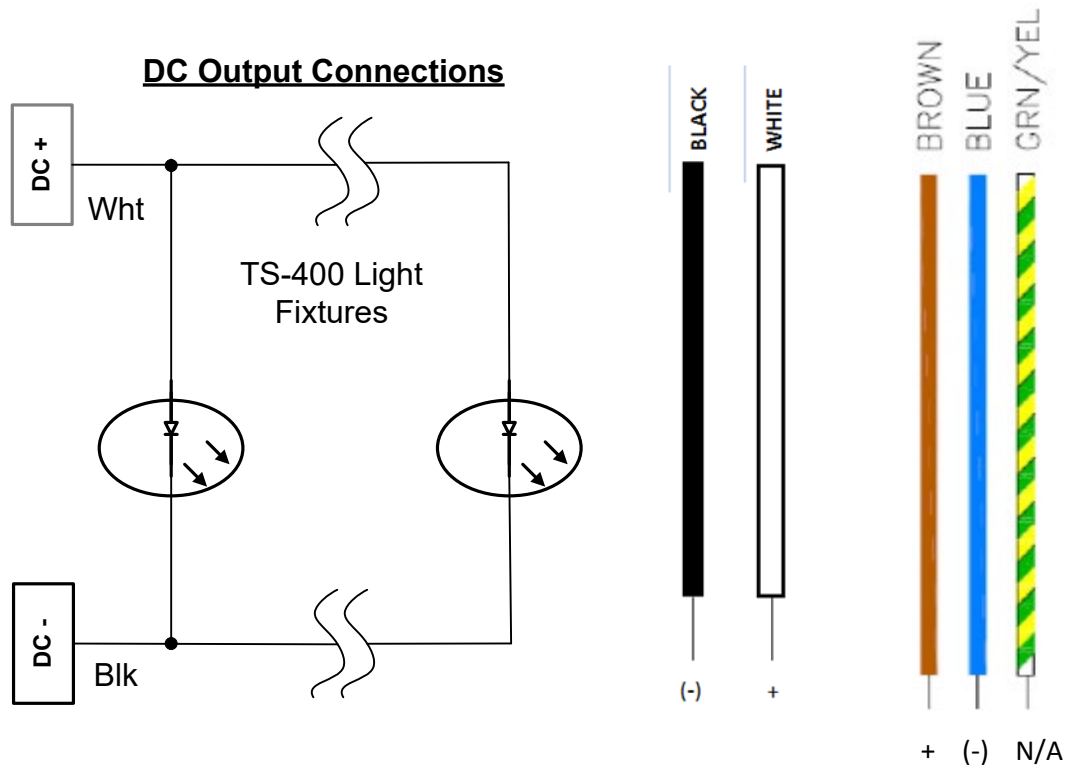 DC Output Connections
DC +
Wht
TS-400 Light
Fixtures
DC -
Blk
BLACK
WHITE
(-)
+
BROWN
BLUE
GRN/YEL
+ (-) N/A